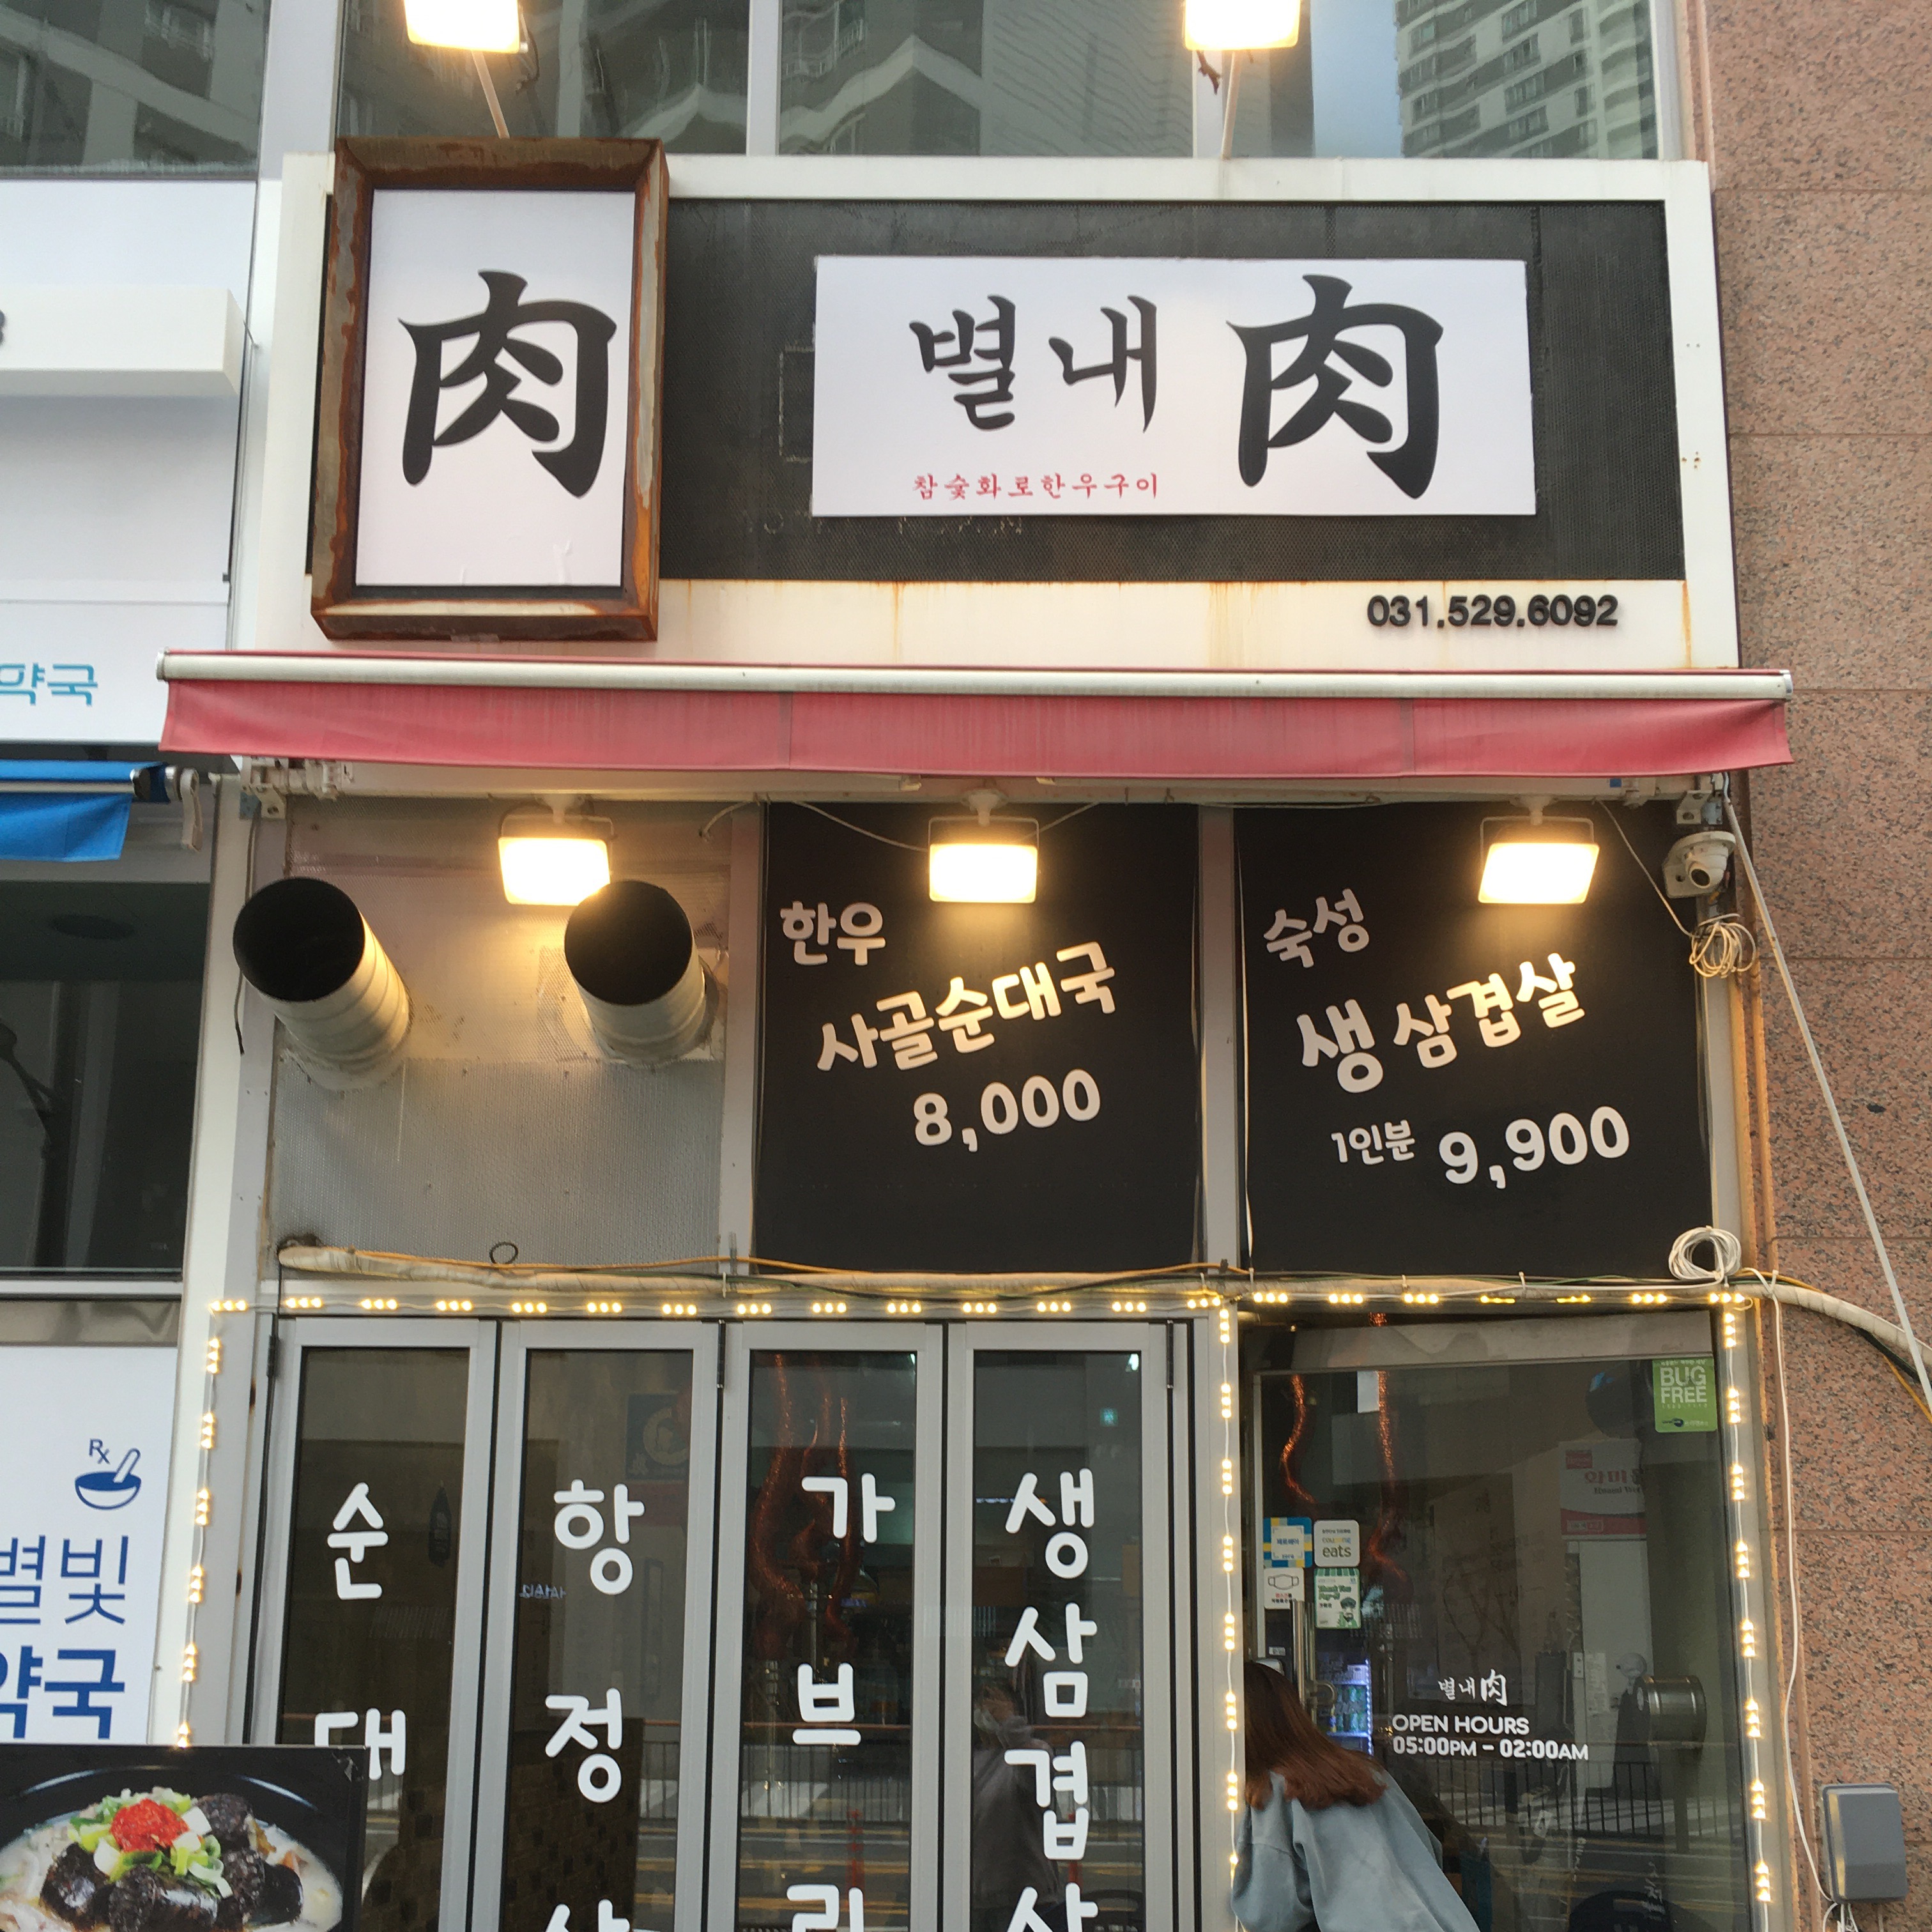 肉
별내 肉
참숯화로한우구이
031.529.6092
약국
한우
사골순대국
8,000
숙성
생삼겹살
1인분 9,900
BUG
FREE
순대
항정
가브리
생삼겹
eats
별내肉
OPEN HOURS
05:00PM - 02:00AM
Rx
별빛
약국